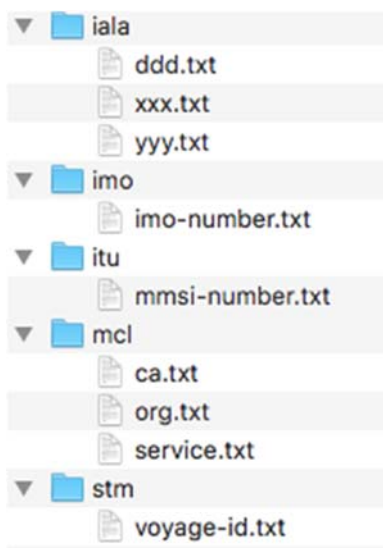 iala
ddd.txt
xxx.txt
yyy.txt
imo
imo-number.txt
itu
mmsi-number.txt
mcl
ca.txt
org.txt
service.txt
stm
voyage-id.txt